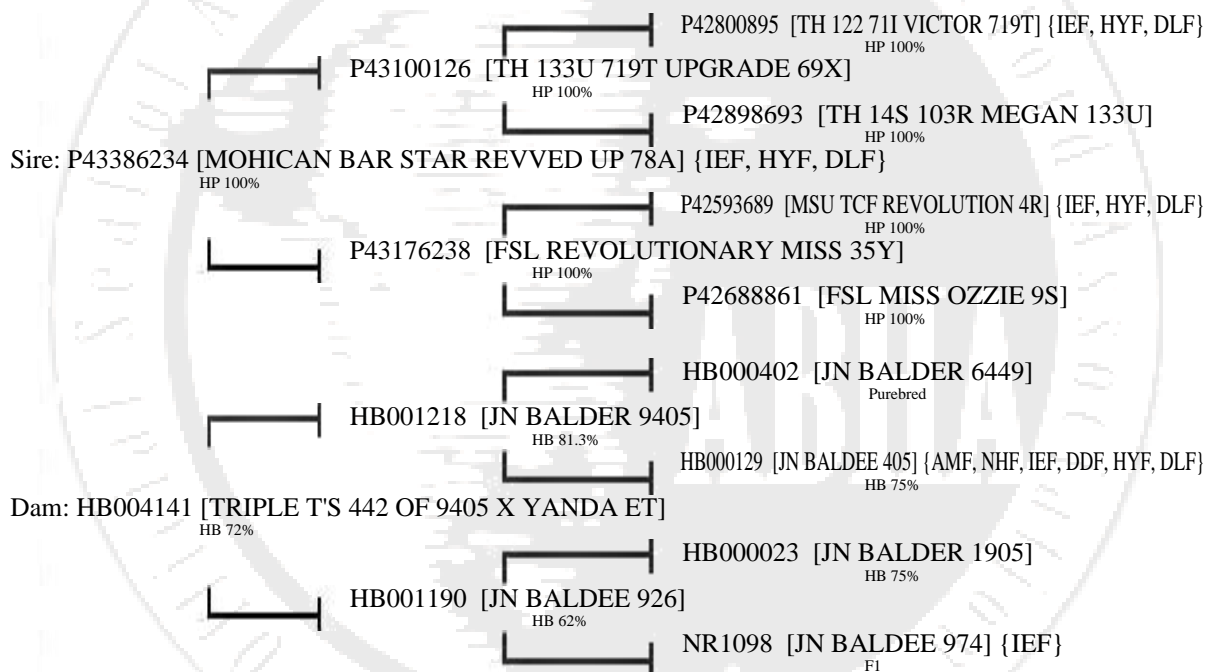 P42800895 [TH 122 71I VICTOR 719T] {IEF, HYF, DLF}
HP 100%
P43100126 [TH 133U 719T UPGRADE 69X]
HP 100%
P42898693 [TH 14S 103R MEGAN 133U]
HP 100%
Sire: P43386234 [MOHICAN BAR STAR REVVED UP 78A] {IEF, HYF, DLF}
HP 100%
P42593689 [MSU TCF REVOLUTION 4R] {IEF, HYF, DLF}
HP 100%
P43176238 [FSL REVOLUTIONARY MISS 35Y]
HP 100%
P42688861 [FSL MISS OZZIE 9S]
HP 100%
HB000402 [JN BALDER 6449]
Purebred
HB001218 [JN BALDER 9405]
HB 81.3%
HB000129 [JN BALDEE 405] {AMF, NHF, IEF, DDF, HYF, DLF}
HB 75%
Dam: HB004141 [TRIPLE T'S 442 OF 9405 X YANDA ET]
HB 72%
HB000023 [JN BALDER 1905]
HB 75%
HB001190 [JN BALDEE 926]
HB 62%
NR1098 [JN BALDEE 974] {IEF}
F1
ABHA